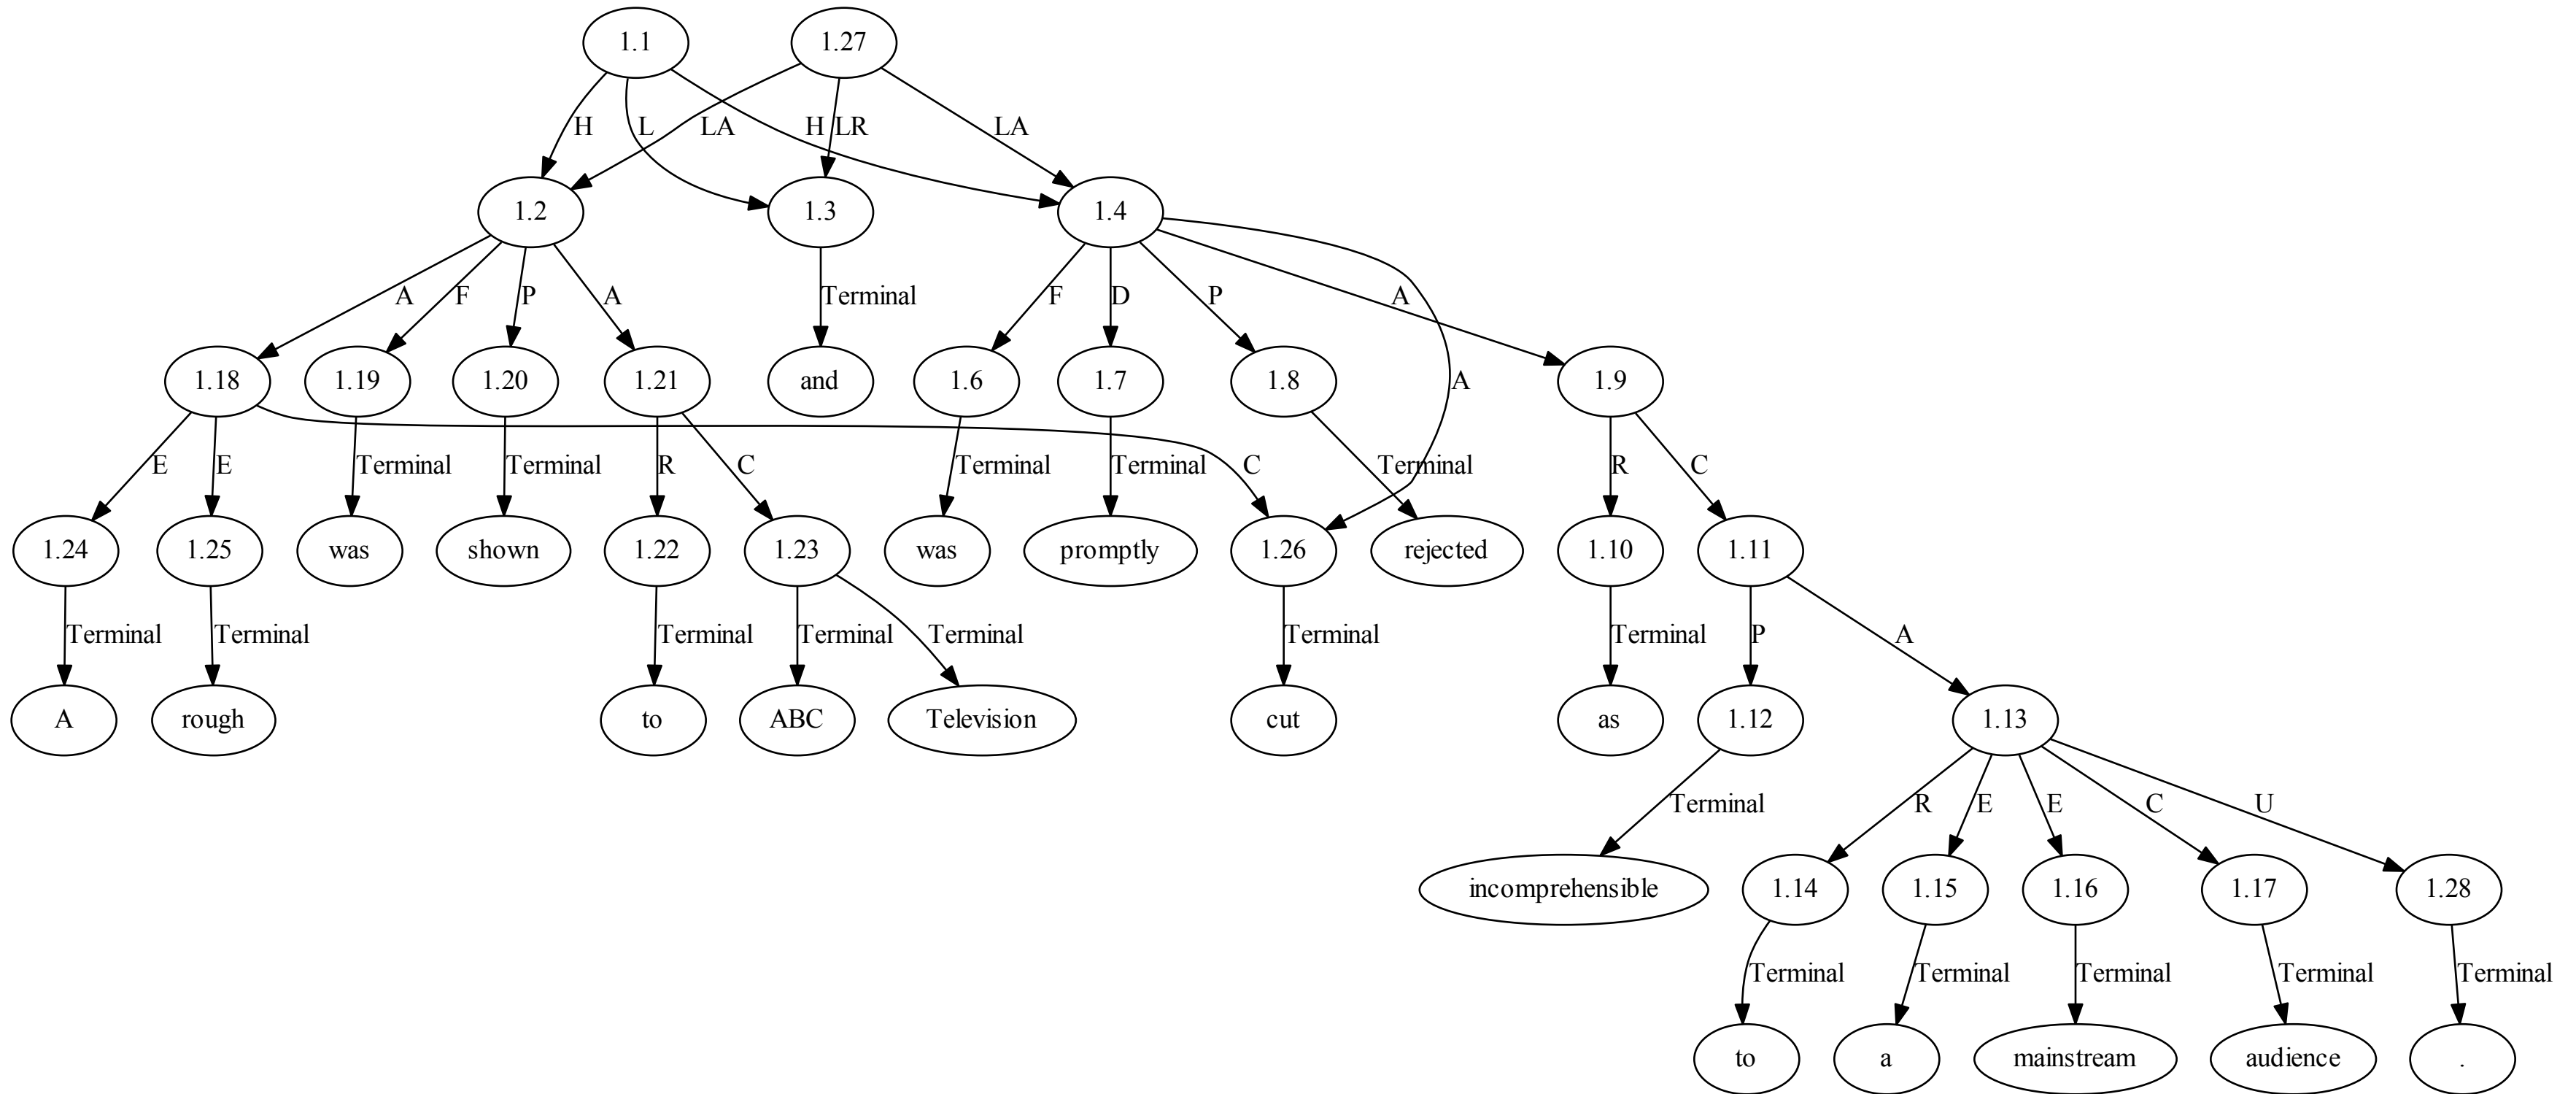 1.1 1.27
H L LA H LR LA
1.2 1.3 1.4
A F P A Terminal F D P A A
1.18 1.19 1.20 1.21 and 1.6 1.7 1.8 1.9
E E Terminal Terminal R C Terminal Terminal C Terminal R C
1.24 1.25 was shown 1.22 1.23 was promptly 1.26 rejected 1.10 1.11
Terminal Terminal Terminal Terminal Terminal Terminal Terminal P A
A rough to ABC Television cut as 1.12 1.13
Terminal R E E C U
incomprehensible 1.14 1.15 1.16 1.17 1.28
Terminal Terminal Terminal Terminal Terminal
to a mainstream audience .